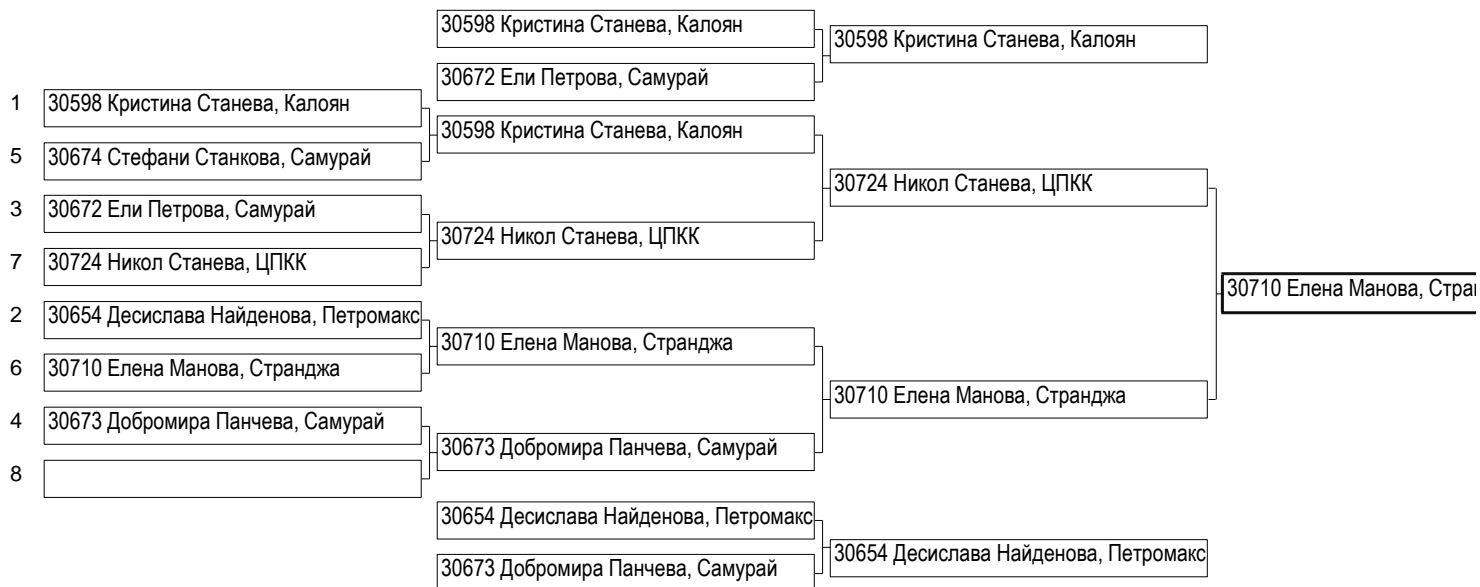 30598 Кристина Станева, Калоян
30598 Кристина Станева, Калоян
30672 Ели Петрова, Самурай
1 30598 Кристина Станева, Калоян
30598 Кристина Станева, Калоян
5 30674 Стефани Станкова, Самурай
30724 Никол Станева, ЦПКК
3 30672 Ели Петрова, Самурай
30724 Никол Станева, ЦПКК
7 30724 Никол Станева, ЦПКК
30710 Елена Манова, Стран
2 30654 Десислава Найденова, Петромакс
30710 Елена Манова, Странджа
6 30710 Елена Манова, Странджа
30710 Елена Манова, Странджа
4 30673 Добромира Панчева, Самурай
30673 Добромира Панчева, Самурай
8
30654 Десислава Найденова, Петромакс
30654 Десислава Найденова, Петромакс
30673 Добромира Панчева, Самурай